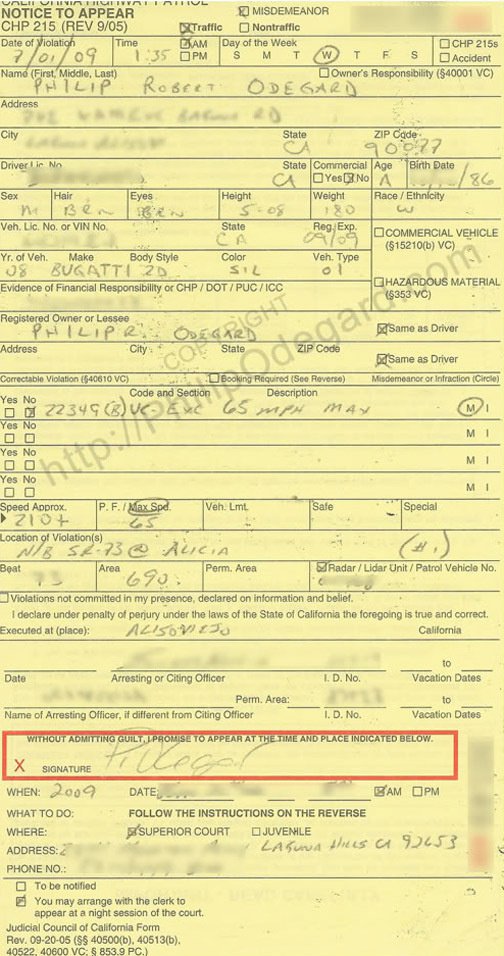 CALIFORNIA HIGHWAY PATROL
NOTICE TO APPEAR MISDEMEANOR
CHP 215 (REV 9/05) Traffic Nontraffic
Date of Violation Time AM Day of the Week CHP 215s
7/01/09 1:35 PM S M T W T F S Accident
Name (First, Middle, Last) Owner's Responsibility (§40001 VC)
PHILIP ROBERT ODEGARD
Address
City State ZIP Code
CA
Driver Lic. No. State Commercial Age Birth Date
CA Yes No /86
Sex Hair Eyes Height Weight Race / Ethnicity
M BRN BRN 5-08 180 W
Veh. Lic. No. or VIN No. State Reg. Exp.
CA 09/09 COMMERCIAL VEHICLE
(§15210(b) VC)
Yr. of Veh. Make Body Style Color Veh. Type
08 BUGATTI 2D SIL 01 HAZARDOUS MATERIAL
(§353 VC)
Evidence of Financial Responsibility or CHP / DOT / PUC / ICC
Registered Owner or Lessee
PHILIP R. ODEGARD Same as Driver
Address City State ZIP Code
Same as Driver
Correctable Violation (§40610 VC) Booking Required (See Reverse) Misdemeanor or Infraction (Circle)
Yes No Code and Section Description
22349(B) VC EXC 65 MPH MAX M I
Yes No
M I
Yes No
M I
Yes No
M I
Speed Approx. P. F. / Max Spd. Veh. Lmt. Safe Special
210+ 65
Location of Violation(s)
N/B SR-73 @ ALICIA (#1)
Beat Area Perm. Area Radar / Lidar Unit / Patrol Vehicle No.
73 690
Violations not committed in my presence, declared on information and belief.
I declare under penalty of perjury under the laws of the State of California the foregoing is true and correct.
Executed at (place): ALISO VIEJO California
to
Date Arresting or Citing Officer I. D. No. Vacation Dates
Perm. Area: to
Name of Arresting Officer, if different from Citing Officer I. D. No. Vacation Dates
WITHOUT ADMITTING GUILT, I PROMISE TO APPEAR AT THE TIME AND PLACE INDICATED BELOW.
X SIGNATURE
WHEN: 2009 DATE AM PM
WHAT TO DO: FOLLOW THE INSTRUCTIONS ON THE REVERSE
WHERE: SUPERIOR COURT JUVENILE
ADDRESS: LAGUNA HILLS CA 92653
PHONE NO.:
To be notified
You may arrange with the clerk to
appear at a night session of the court.
Judicial Council of California Form
Rev. 09-20-05 (§§ 40500(b), 40513(b),
40522, 40600 VC; § 853.9 PC.)
COPYRIGHT
http://PhilipOdegard.com